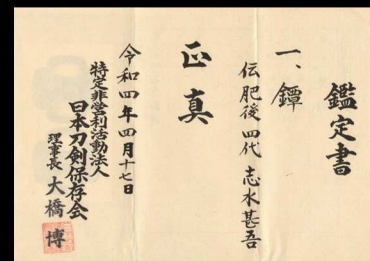 鑑定書
一、鐔
伝肥後四代 志水甚吾
正真
令和四年四月十七日
特定非営利活動法人
日本刀剣保存会
理事長 大橋 博